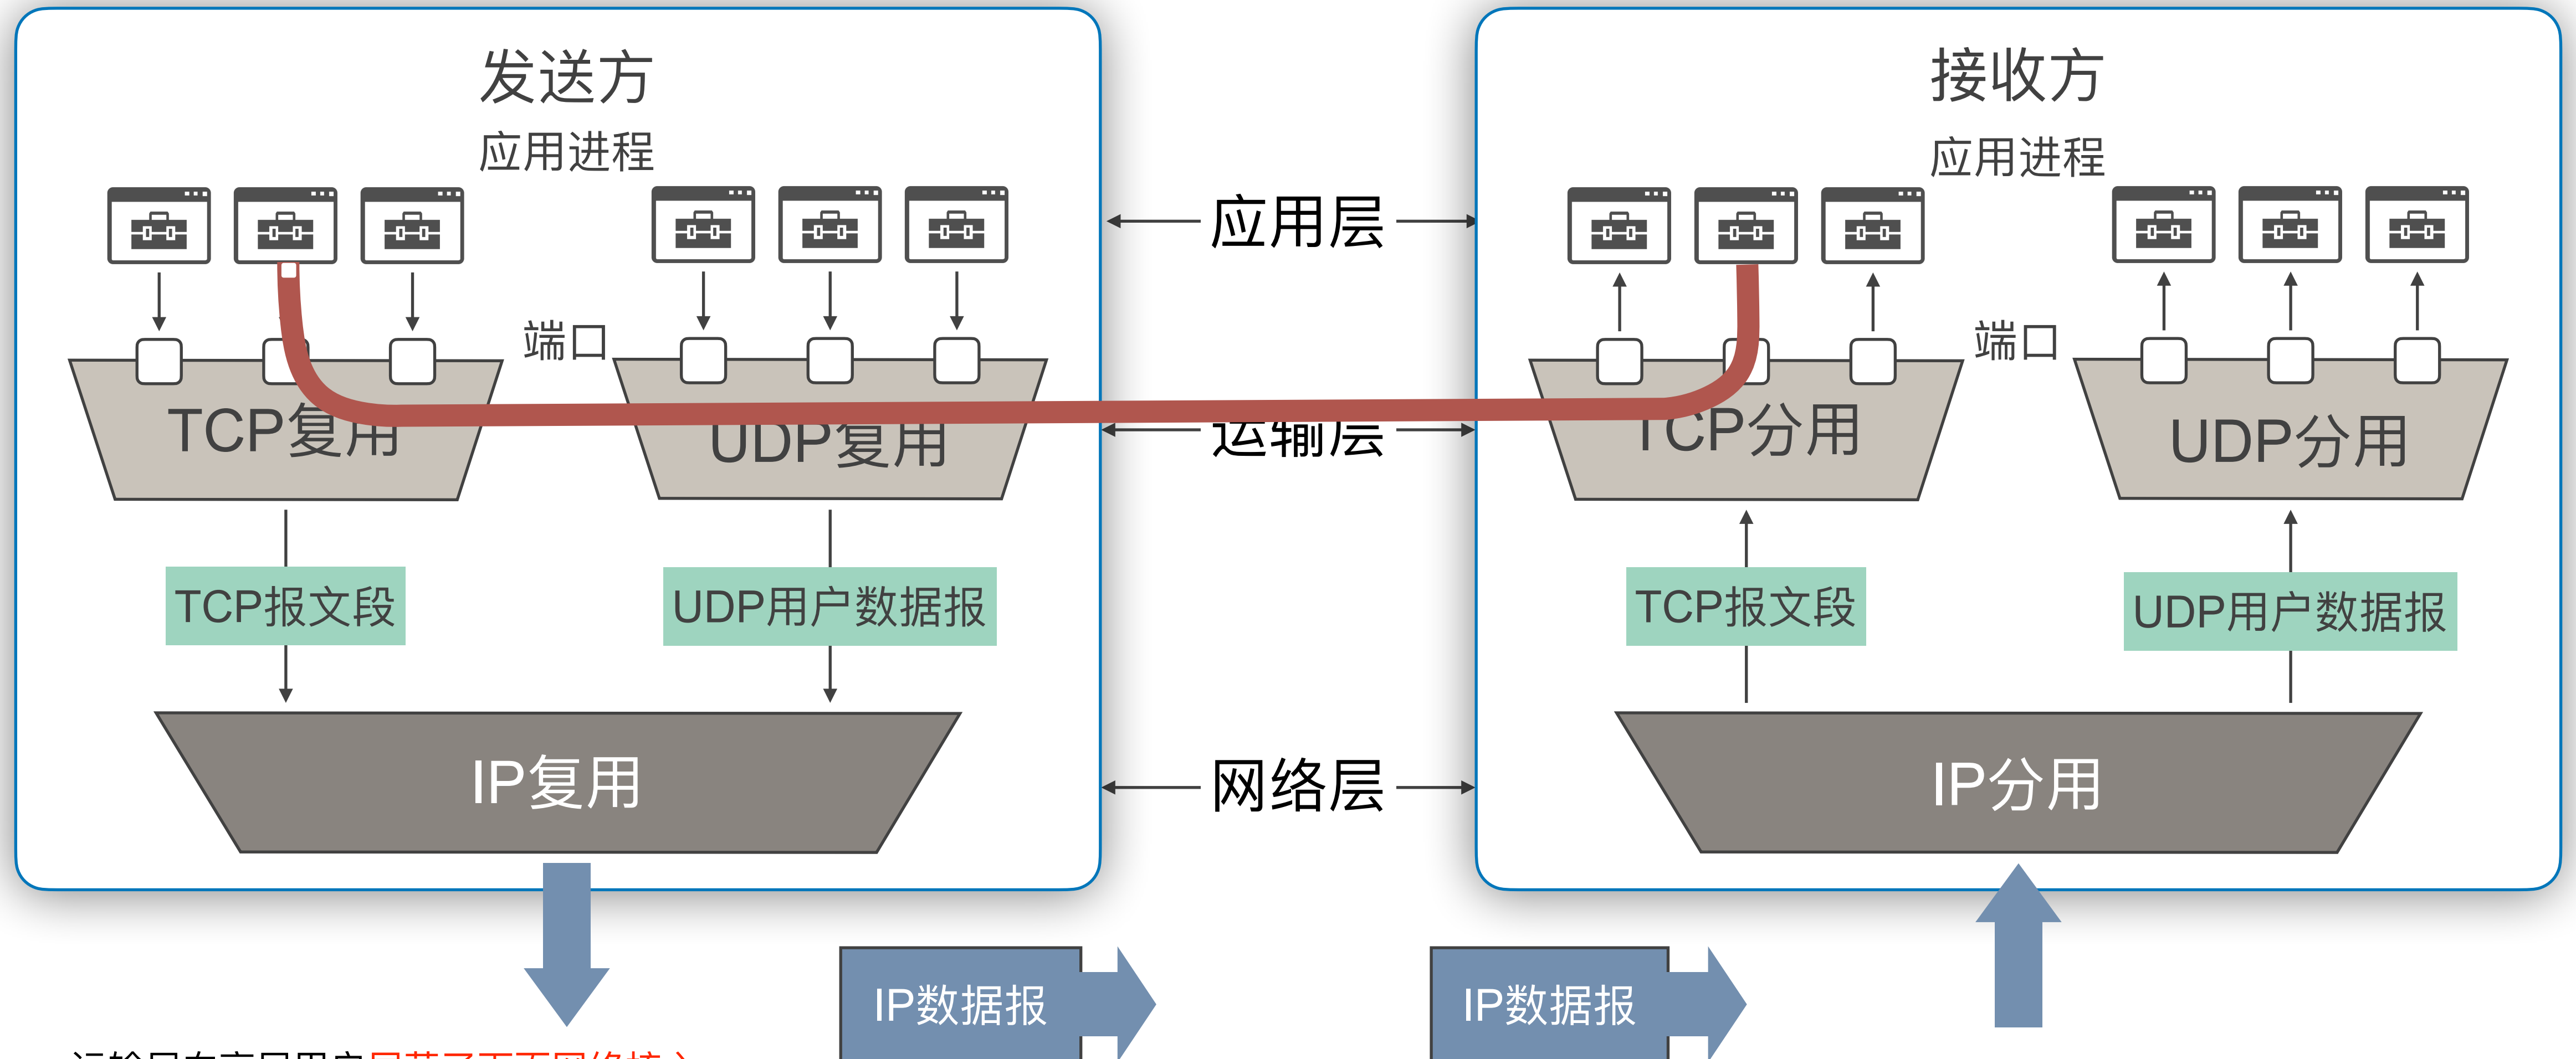 发送方
应用进程
端口
TCP复用
UDP复用
TCP报文段
UDP用户数据报
IP复用
应用层
运输层
网络层
接收方
应用进程
端口
TCP分用
UDP分用
TCP报文段
UDP用户数据报
IP分用
IP数据报
IP数据报